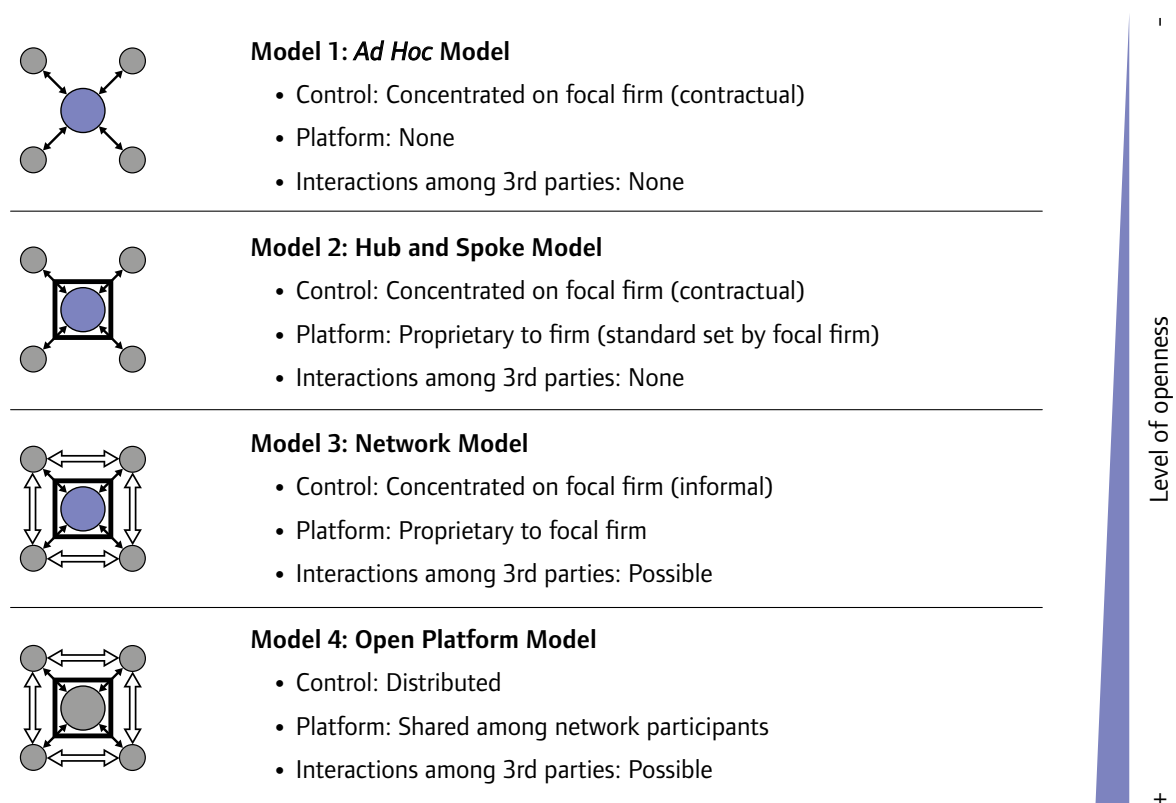 Model 1: Ad Hoc Model
• Control: Concentrated on focal firm (contractual)
• Platform: None
• Interactions among 3rd parties: None
Model 2: Hub and Spoke Model
• Control: Concentrated on focal firm (contractual)
• Platform: Proprietary to firm (standard set by focal firm)
• Interactions among 3rd parties: None
Model 3: Network Model
• Control: Concentrated on focal firm (informal)
• Platform: Proprietary to focal firm
• Interactions among 3rd parties: Possible
Model 4: Open Platform Model
• Control: Distributed
• Platform: Shared among network participants
• Interactions among 3rd parties: Possible
-
Level of openness
+